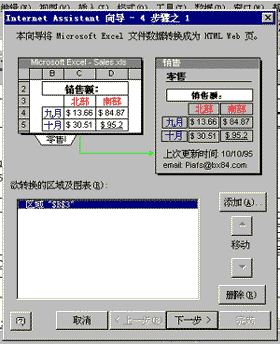 Internet Assistant 向导 - 4 步骤之 1
本向导将 Microsoft Excel 文件数据转换成为 HTML Web 页。
Microsoft Excel - Sales.xls
B C D
2 销售额:
3 北部 南部
4 九月 $ 13.66 $ 84.87
5 十月 $ 30.51 $ 95.2
零售
销售
零售
销售额:
北部 南部
九月 $ 13.66 $ 84.87
十月 $ 30.51 $ 95.2
上次更新时间: 10/10/95
email: Piafs@bx84.com
欲转换的区域及图表(R):
区域 "$B$3"
添加(A)...
移动
删除(R)
取消
< 上一步(B)
下一步 >
完成